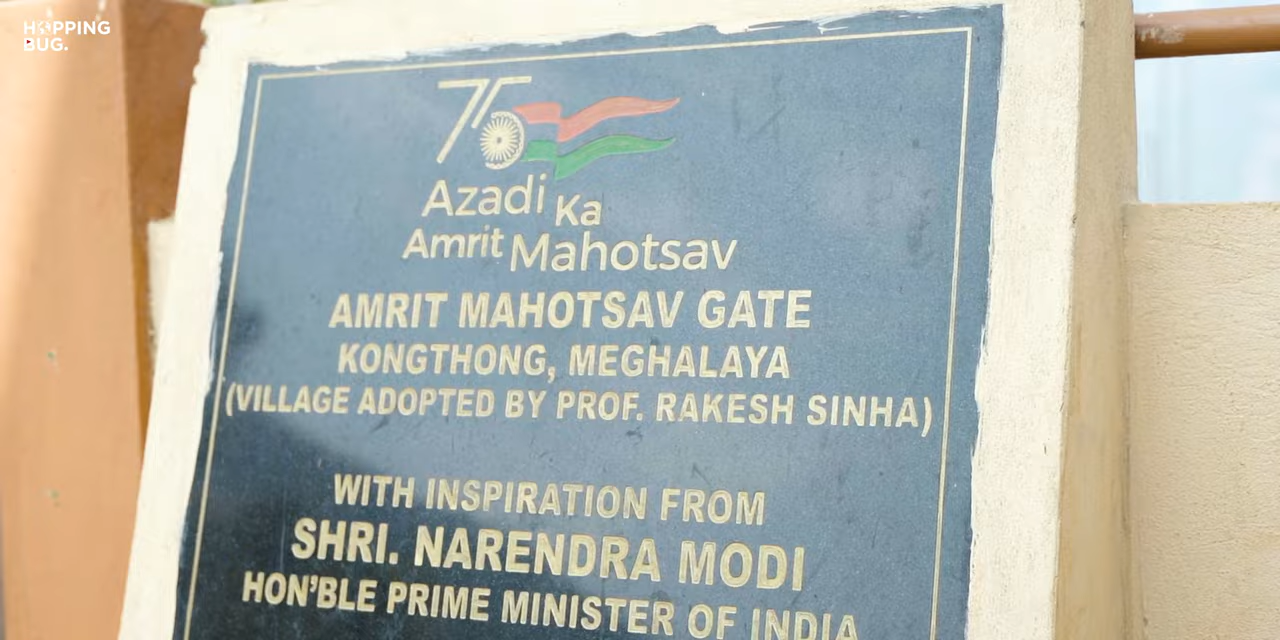 HOPPING
BUG.
75
Azadi Ka
Amrit Mahotsav
AMRIT MAHOTSAV GATE
KONGTHONG, MEGHALAYA
(VILLAGE ADOPTED BY PROF. RAKESH SINHA)
WITH INSPIRATION FROM
SHRI. NARENDRA MODI
HON'BLE PRIME MINISTER OF INDIA